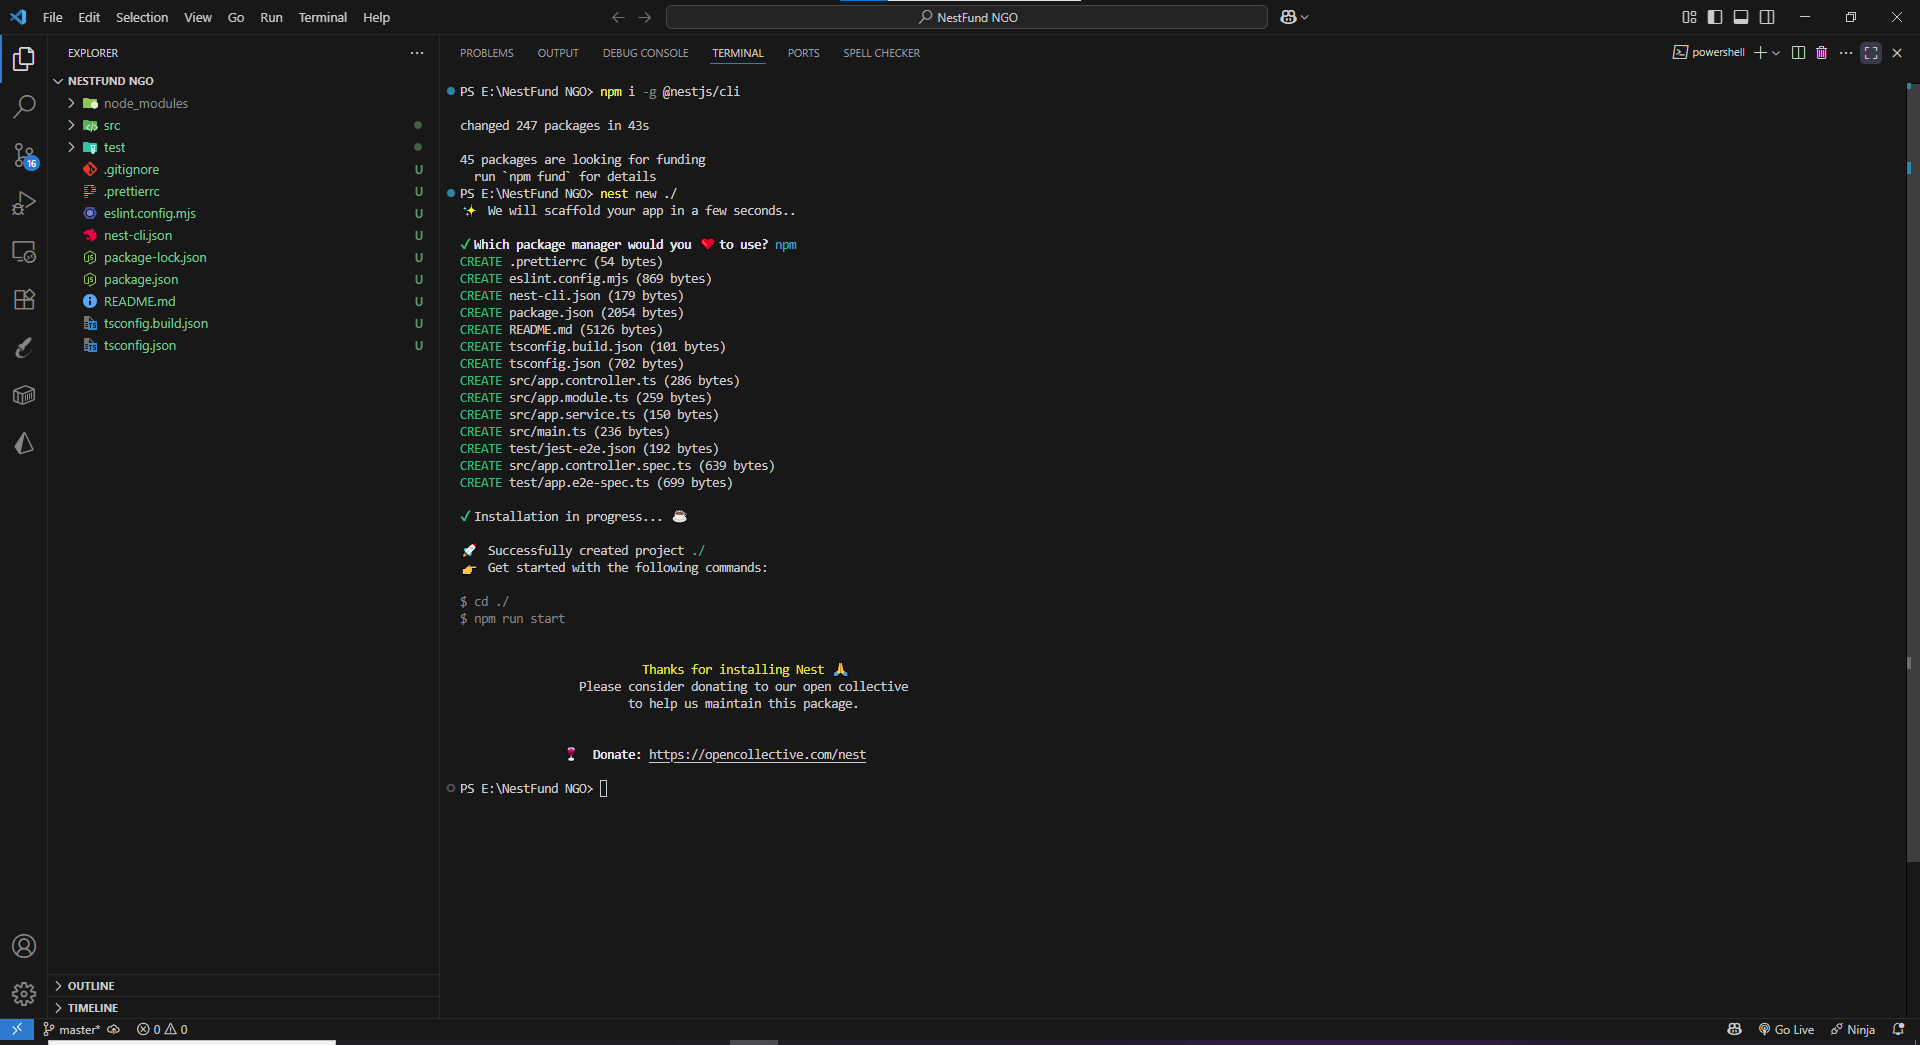 File Edit Selection View Go Run Terminal Help
NestFund NGO
EXPLORER
NESTFUND NGO
node_modules
src
test
.gitignore U
.prettierrc U
eslint.config.mjs U
nest-cli.json U
package-lock.json U
package.json U
README.md U
tsconfig.build.json U
tsconfig.json U
16
OUTLINE
TIMELINE
PROBLEMS OUTPUT DEBUG CONSOLE TERMINAL PORTS SPELL CHECKER
powershell
PS E:\NestFund NGO> npm i -g @nestjs/cli
changed 247 packages in 43s
45 packages are looking for funding
run `npm fund` for details
PS E:\NestFund NGO> nest new ./
✨ We will scaffold your app in a few seconds..
✓ Which package manager would you ❤️ to use? npm
CREATE .prettierrc (54 bytes)
CREATE eslint.config.mjs (869 bytes)
CREATE nest-cli.json (179 bytes)
CREATE package.json (2054 bytes)
CREATE README.md (5126 bytes)
CREATE tsconfig.build.json (101 bytes)
CREATE tsconfig.json (702 bytes)
CREATE src/app.controller.ts (286 bytes)
CREATE src/app.module.ts (259 bytes)
CREATE src/app.service.ts (150 bytes)
CREATE src/main.ts (236 bytes)
CREATE test/jest-e2e.json (192 bytes)
CREATE src/app.controller.spec.ts (639 bytes)
CREATE test/app.e2e-spec.ts (699 bytes)
✓ Installation in progress... ☕
🚀 Successfully created project ./
👉 Get started with the following commands:
$ cd ./
$ npm run start
Thanks for installing Nest 🙏
Please consider donating to our open collective
to help us maintain this package.
🍷 Donate: https://opencollective.com/nest
PS E:\NestFund NGO>
master* 0 0 Go Live Ninja